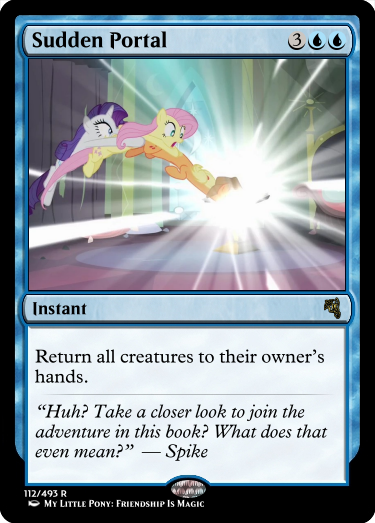 Sudden Portal 3
Instant
Return all creatures to their owner's
hands.
“Huh? Take a closer look to join the
adventure in this book? What does that
even mean?” — Spike
112/493 R
My Little Pony: Friendship Is Magic